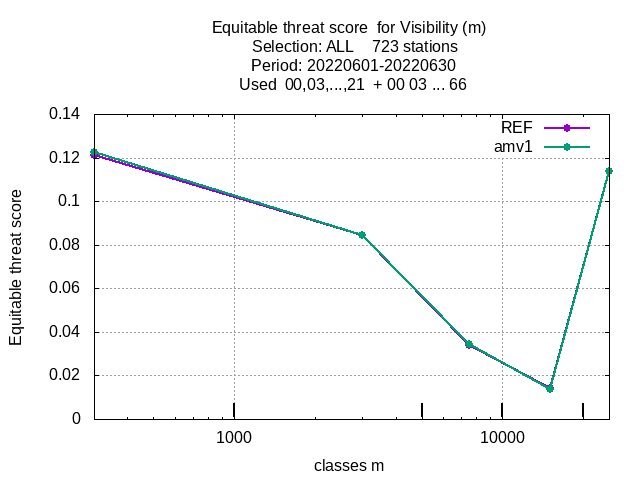 Equitable threat score  for Visibility (m)
Selection: ALL    723 stations
Period: 20220601-20220630
Used  00,03,...,21  + 00 03 ... 66
REF
amv1
0.14
0.12
0.1
0.08
0.06
0.04
0.02
0
Equitable threat score
1000
10000
classes m